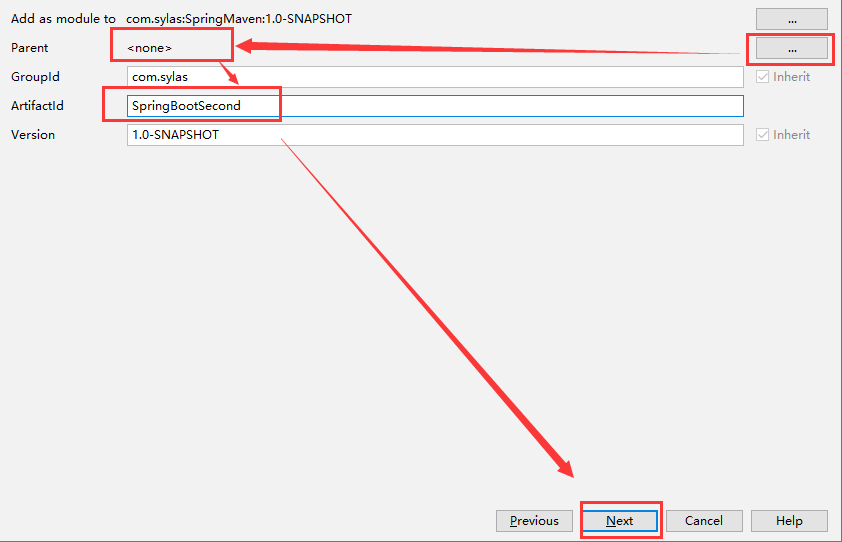 Add as module to com.sylas:SpringMaven:1.0-SNAPSHOT ...
Parent <none> ...
GroupId com.sylas Inherit
ArtifactId SpringBootSecond
Version 1.0-SNAPSHOT Inherit
Previous Next Cancel Help